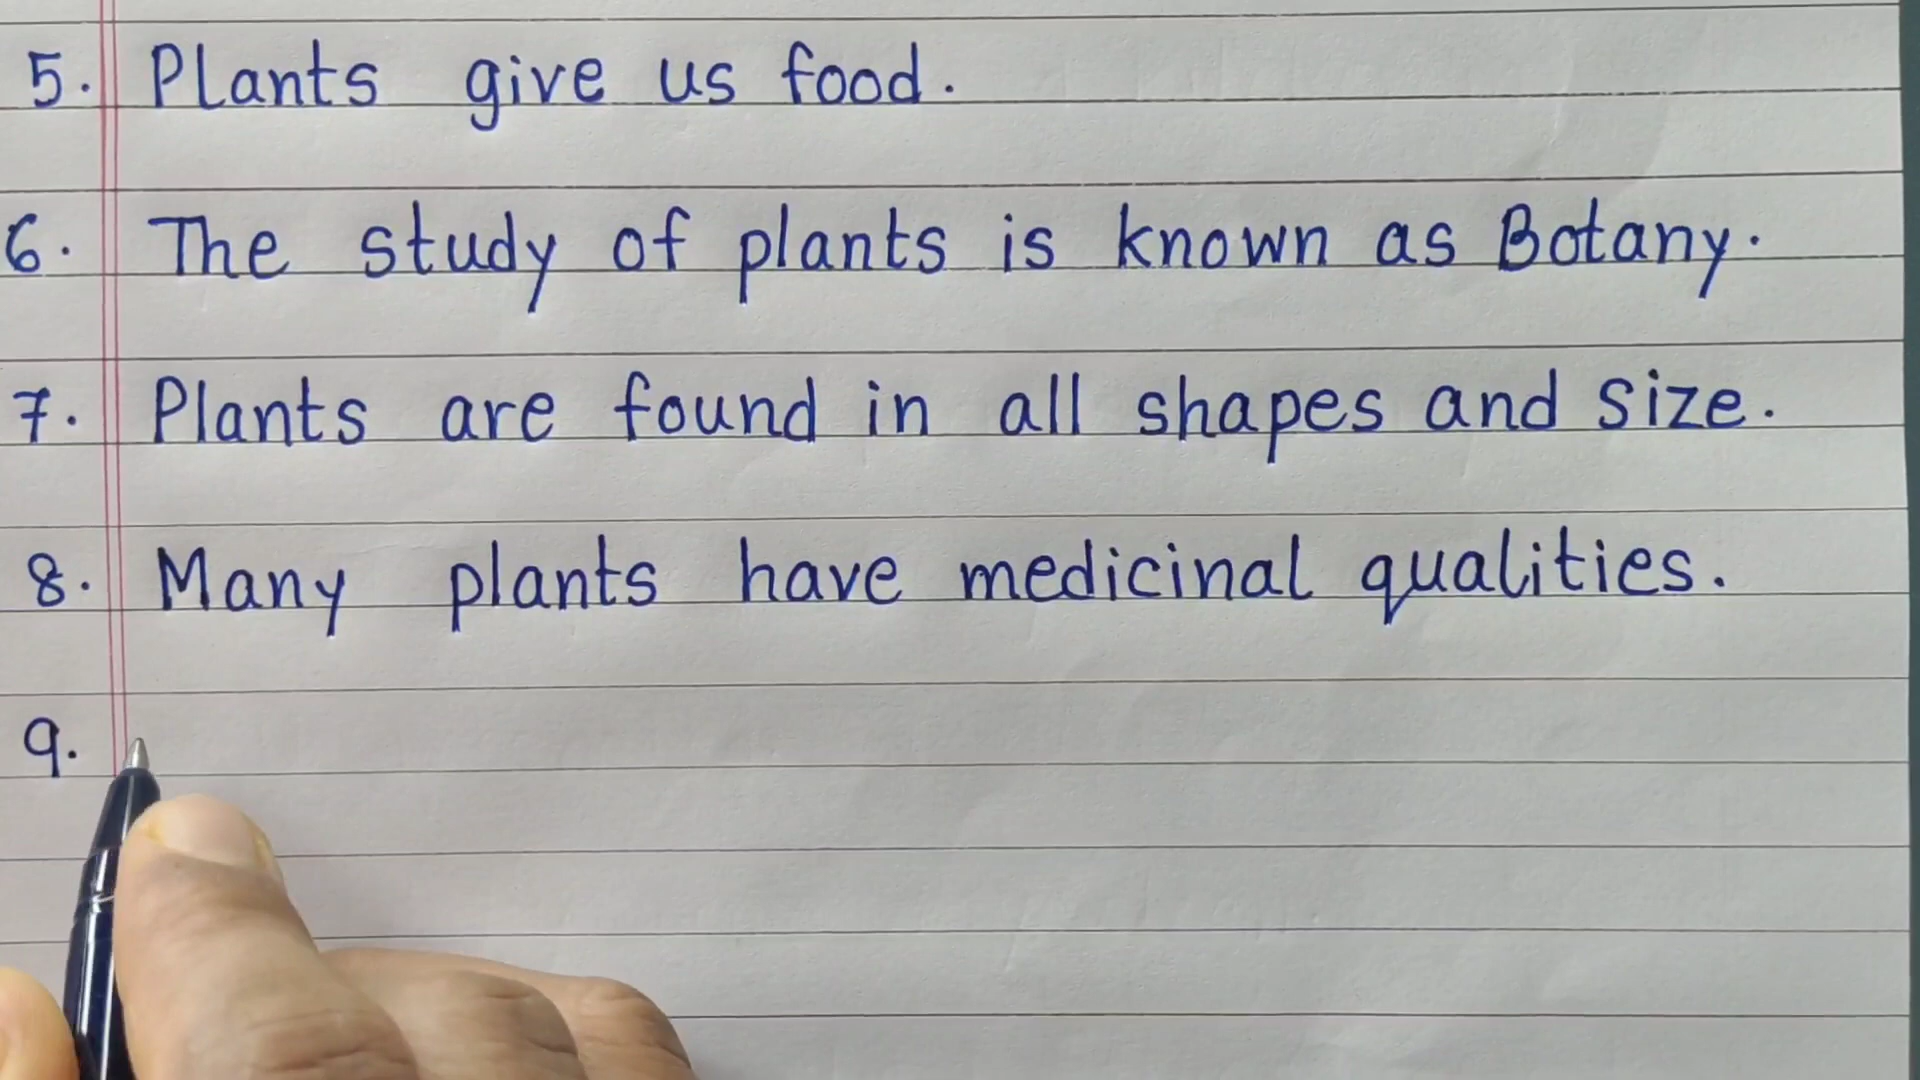 5. Plants give us food.
6. The study of plants is known as Botany.
7. Plants are found in all shapes and size.
8. Many plants have medicinal qualities.
9.